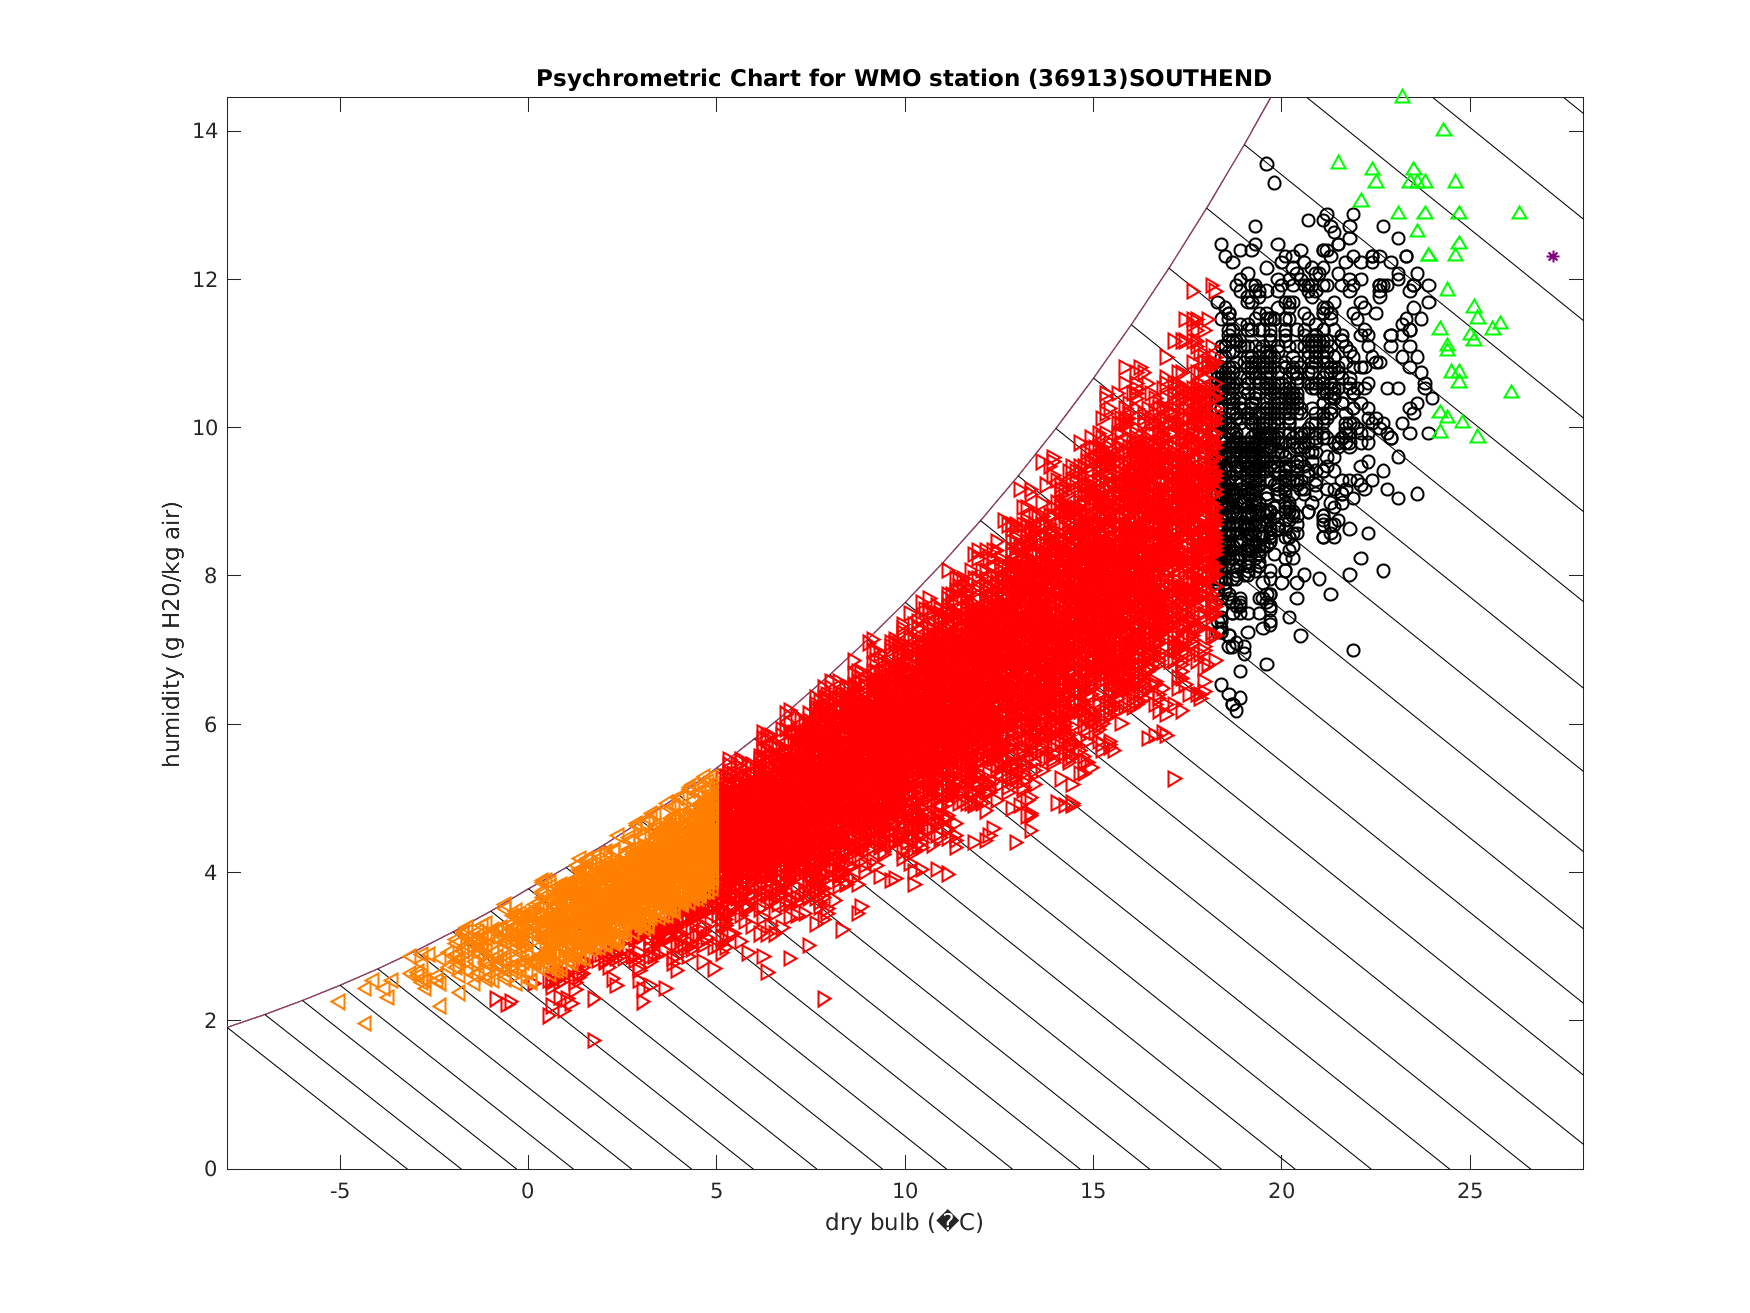 Psychrometric Chart for WMO station (36913)SOUTHEND
14
12
10
8
6
4
2
0
humidity (g H20/kg air)
-5 0 5 10 15 20 25
dry bulb (�C)